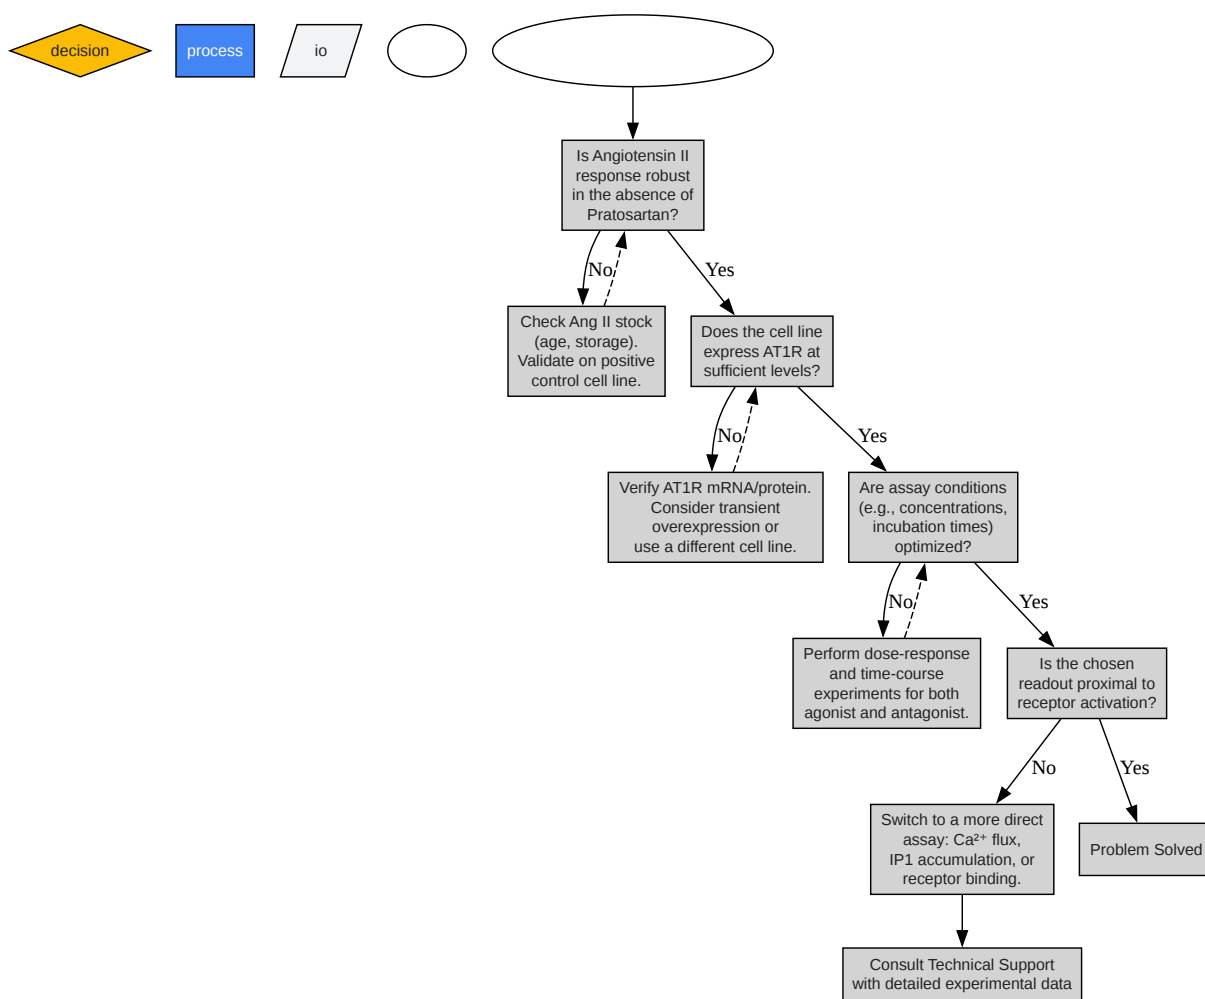 decision
process
io
Is Angiotensin II
response robust
in the absence of
Pratosartan?
No
Yes
Check Ang II stock
(age, storage).
Validate on positive
control cell line.
Does the cell line
express AT1R at
sufficient levels?
No
Yes
Verify AT1R mRNA/protein.
Consider transient
overexpression or
use a different cell line.
Are assay conditions
(e.g., concentrations,
incubation times)
optimized?
No
Yes
Perform dose-response
and time-course
experiments for both
agonist and antagonist.
Is the chosen
readout proximal to
receptor activation?
No
Yes
Switch to a more direct
assay: Ca²⁺ flux,
IP1 accumulation, or
receptor binding.
Problem Solved
Consult Technical Support
with detailed experimental data